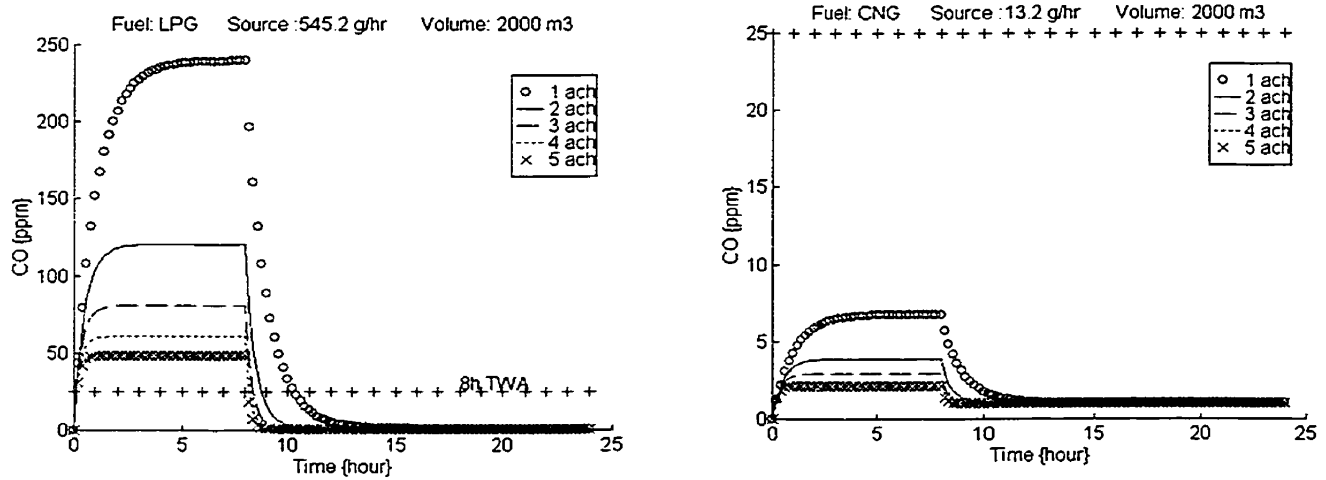 Fuel: LPG Source :545.2 g/hr Volume: 2000 m3
250
200
150
100
50
0
CO {ppm}
1 ach
2 ach
3 ach
4 ach
5 ach
8h TWA
0 5 10 15 20 25
Time {hour}
Fuel: CNG Source :13.2 g/hr Volume: 2000 m3
25
20
15
10
5
0
CO {ppm}
1 ach
2 ach
3 ach
4 ach
5 ach
0 5 10 15 20 25
Time {hour}